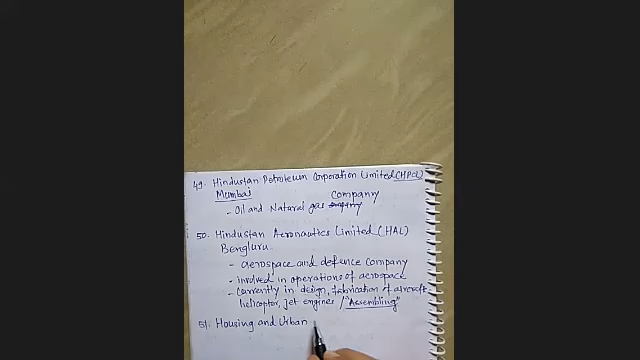 49. Hindustan Petroleum Corporation Limited (HPCL)
Mumbai
Company
- Oil and Natural gas
50. Hindustan Aeronautics Limited (HAL)
Bengluru
- aerospace and defence company
- involved in operations of aerospace
- Currently in design, fabrication of aircraft
helicoptor, jet engines / "Assembling"
51. Housing and Urban